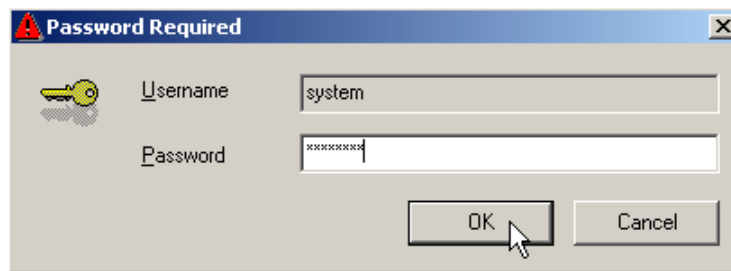 Password Required
Username
system
Password
********
OK
Cancel